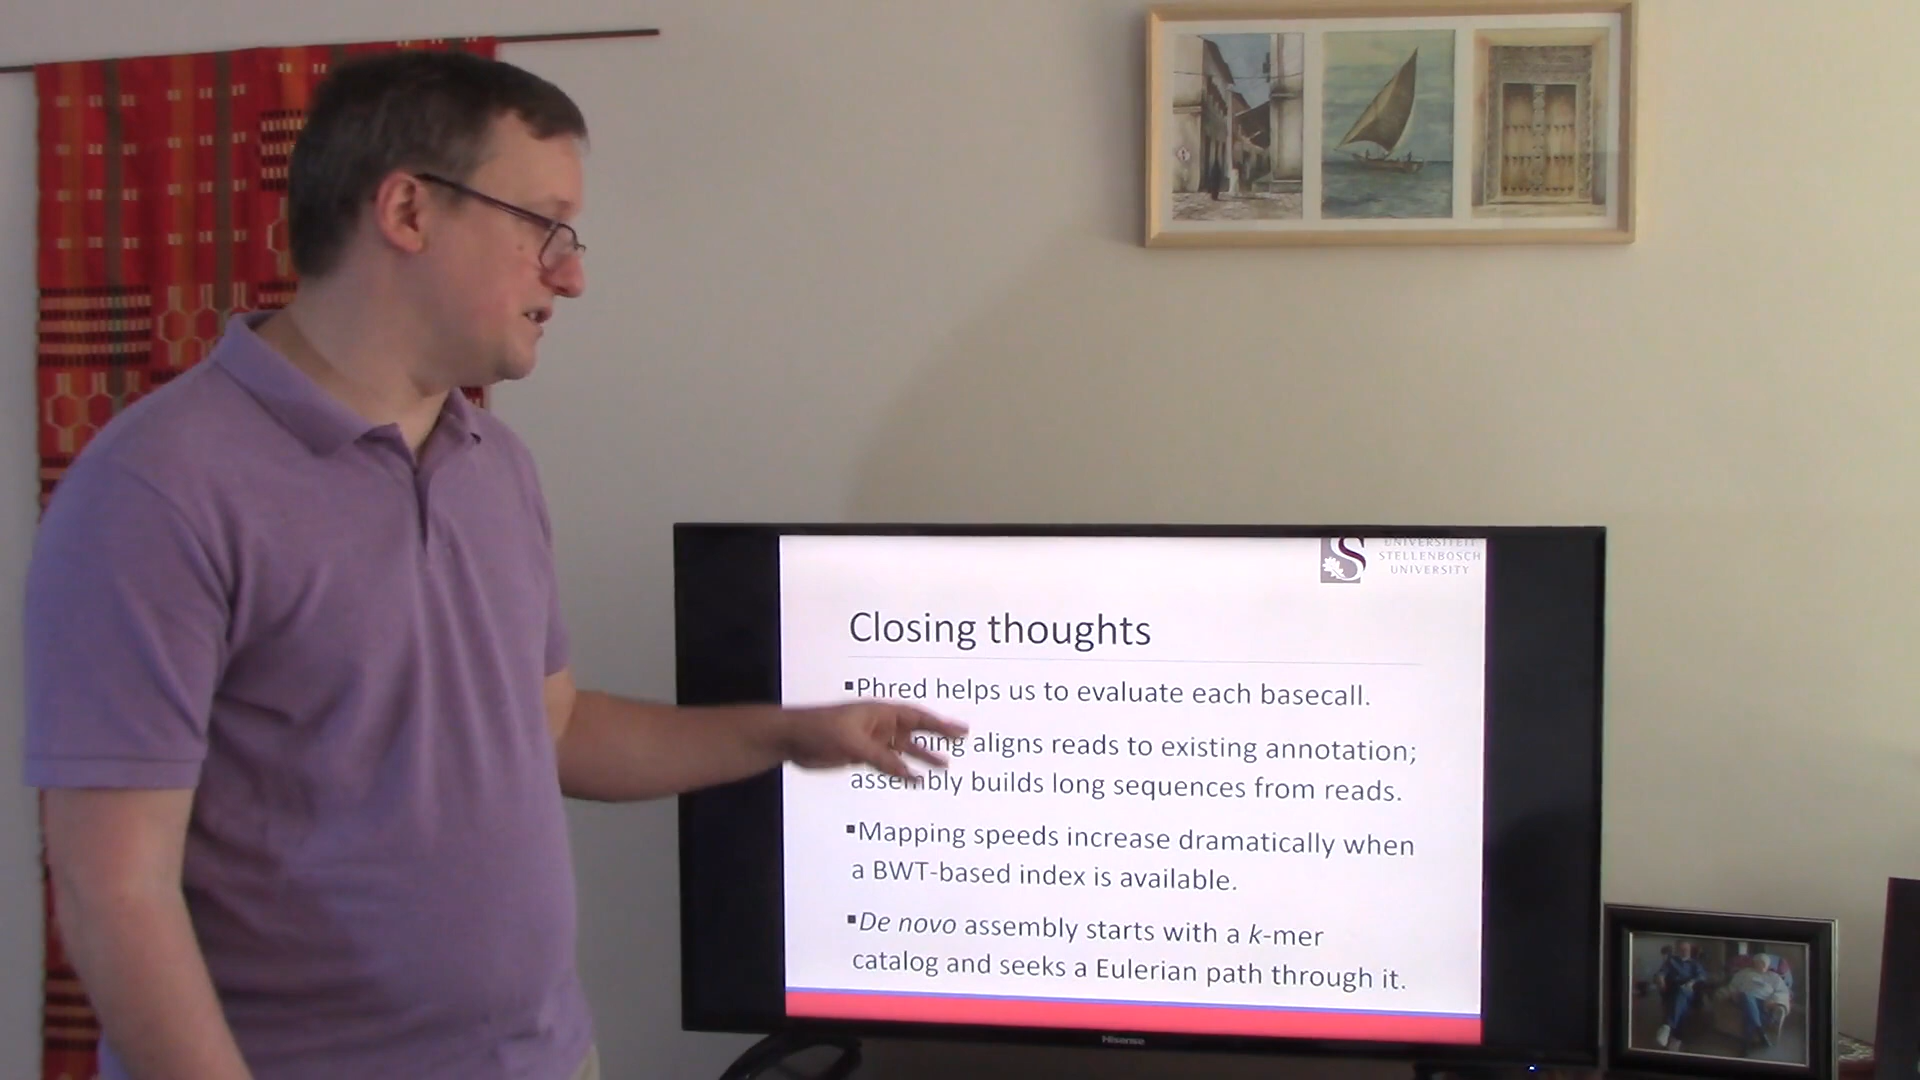 UNIVERSITEIT
STELLENBOSCH
UNIVERSITY
Closing thoughts
▪Phred helps us to evaluate each basecall.
aligns reads to existing annotation;
assembly builds long sequences from reads.
▪Mapping speeds increase dramatically when
a BWT-based index is available.
▪De novo assembly starts with a k-mer
catalog and seeks a Eulerian path through it.
Hisense